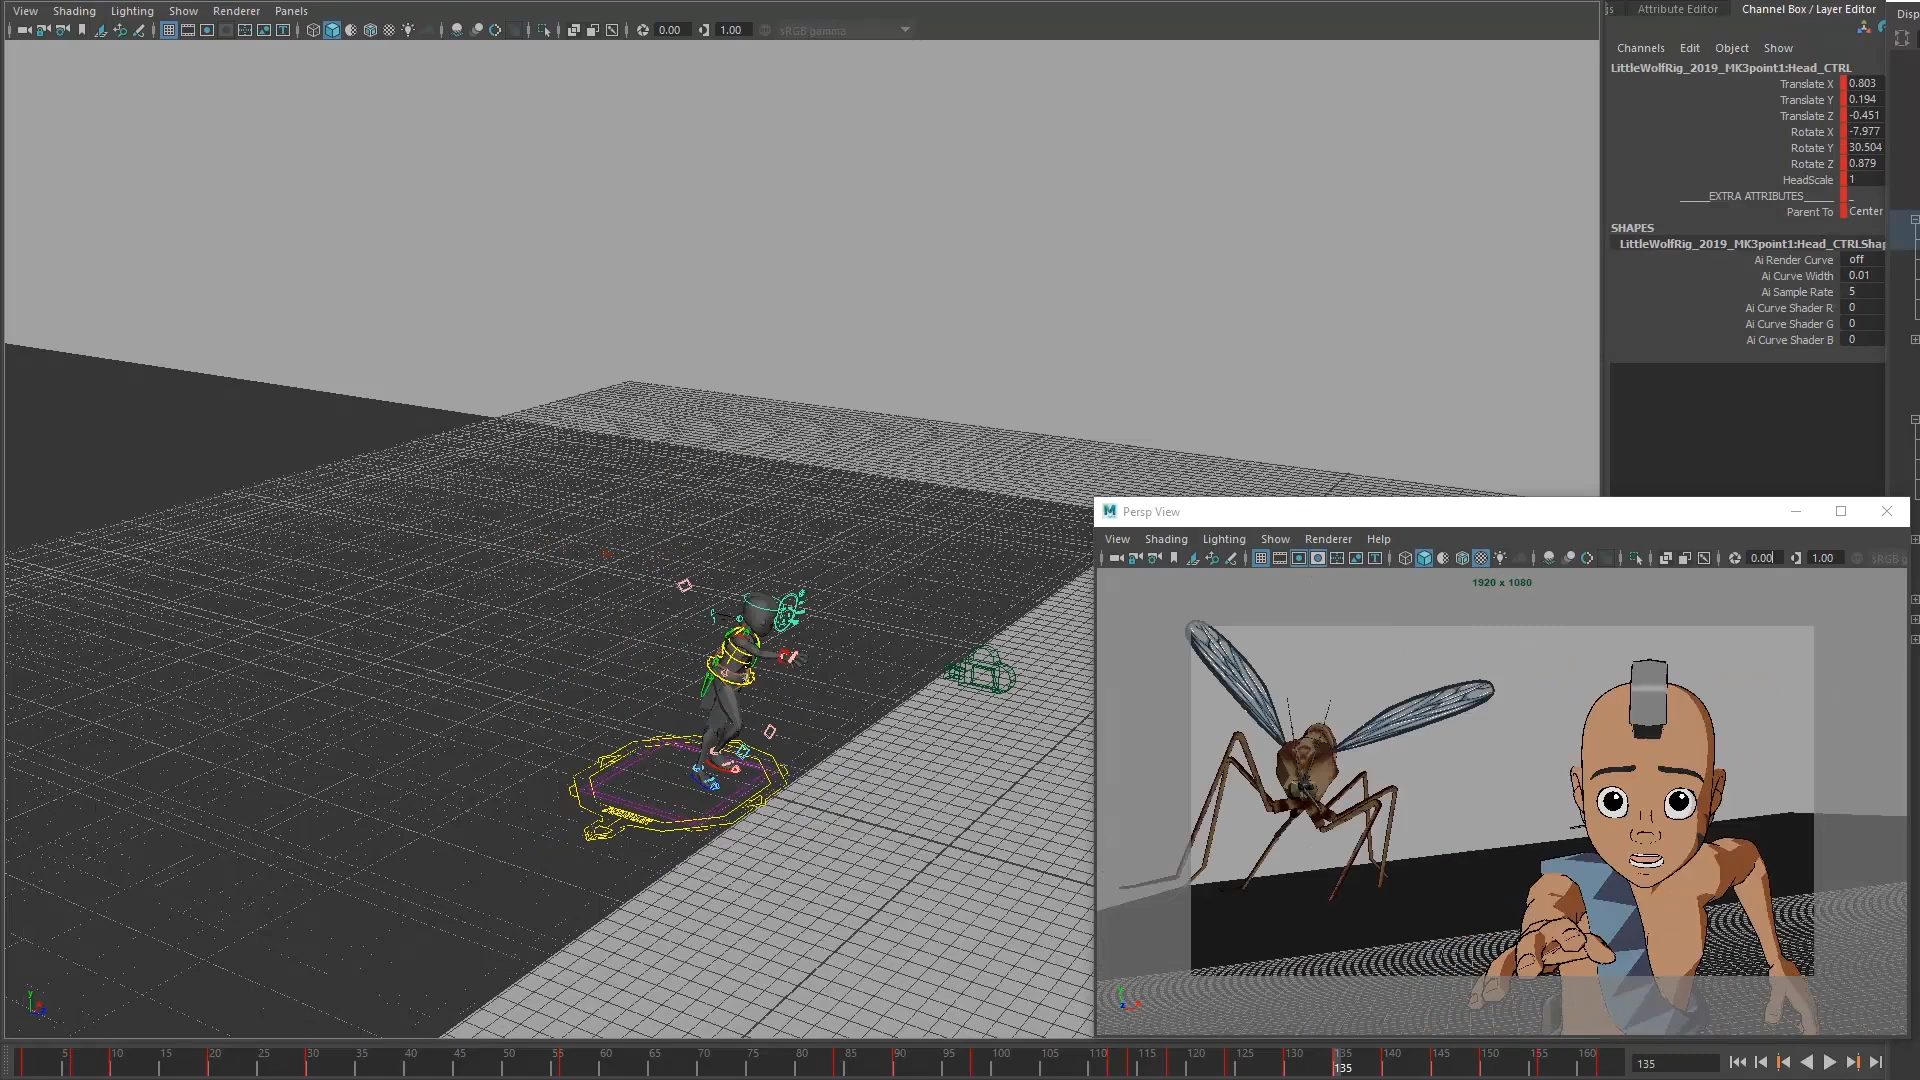 View Shading Lighting Show Renderer Panels
0.00 1.00 sRGB gamma
Attribute Editor Channel Box / Layer Editor Disp
Channels Edit Object Show
LittleWolfRig_2019_MK3point1:Head_CTRL
Translate X 0.803
Translate Y 0.194
Translate Z -0.451
Rotate X -7.977
Rotate Y 30.504
Rotate Z 0.879
HeadScale 1
_____EXTRA ATTRIBUTES_____ _
Parent To Center
SHAPES
LittleWolfRig_2019_MK3point1:Head_CTRLShap
Ai Render Curve off
Ai Curve Width 0.01
Ai Sample Rate 5
Ai Curve Shader R 0
Ai Curve Shader G 0
Ai Curve Shader B 0
M Persp View
View Shading Lighting Show Renderer Help
0.00 1.00
1920 x 1080
5 10 15 20 25 30 35 40 45 50 55 60 65 70 75 80 85 90 95 100 105 110 115 120 125 130 135 140 145 150 155 160
135
135